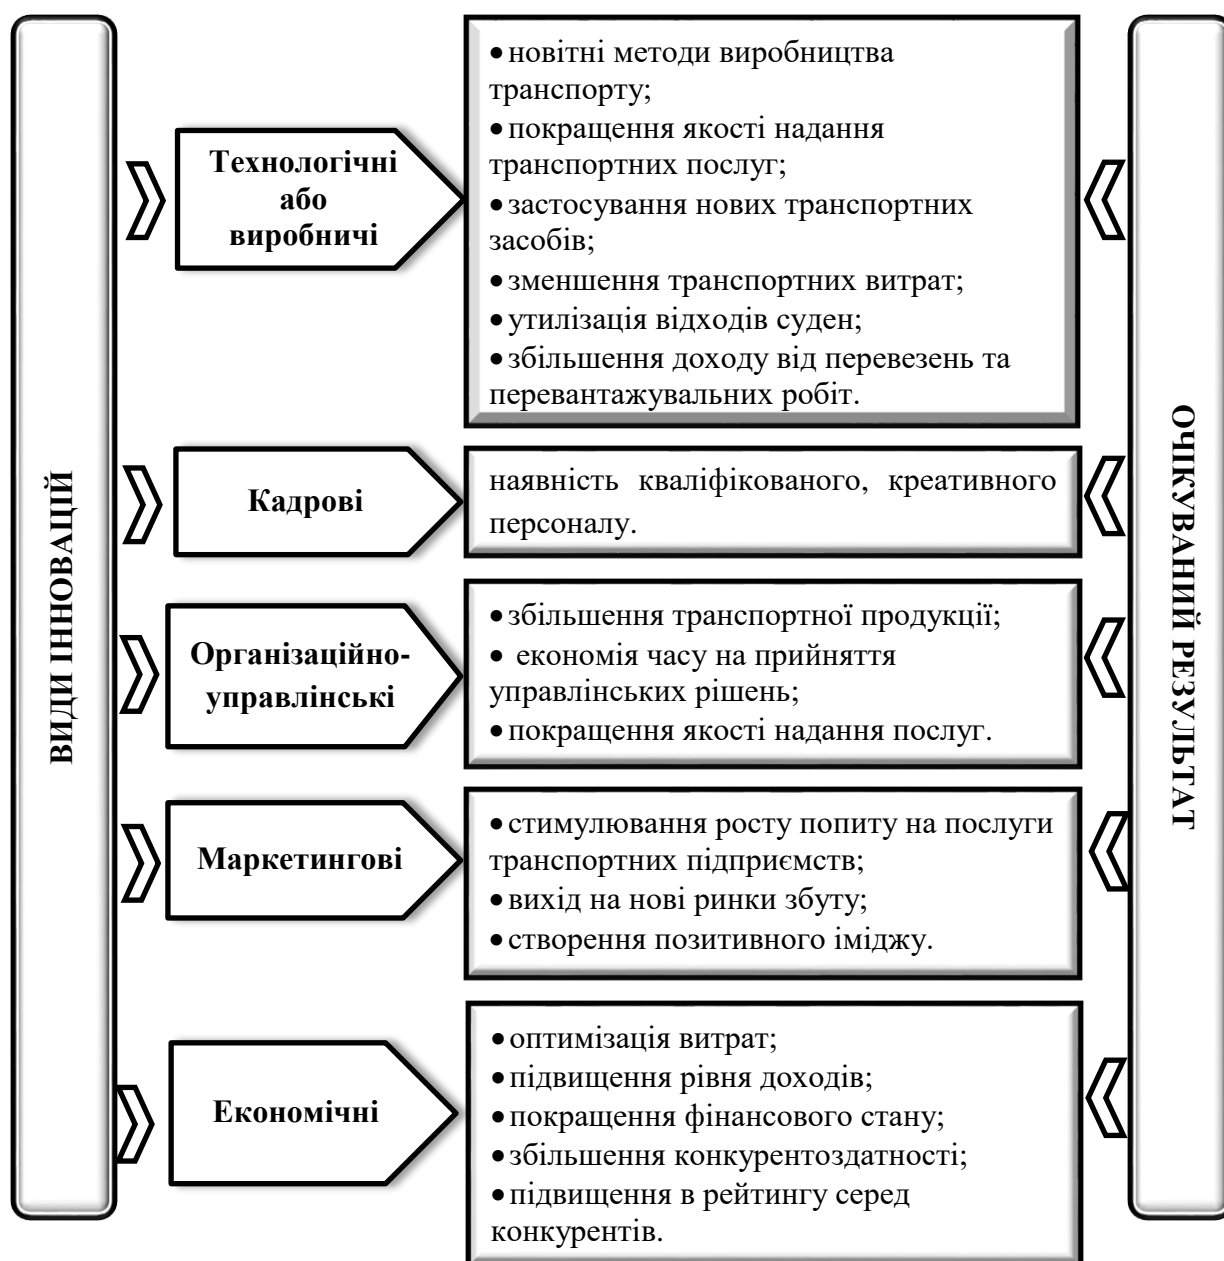 ВИДИ ІННОВАЦІЙ
Технологічні
або
виробничі
• новітні методи виробництва
транспорту;
• покращення якості надання
транспортних послуг;
• застосування нових транспортних
засобів;
• зменшення транспортних витрат;
• утилізація відходів суден;
• збільшення доходу від перевезень та
перевантажувальних робіт.
Кадрові
наявність кваліфікованого, креативного
персоналу.
Організаційно-
управлінські
• збільшення транспортної продукції;
• економія часу на прийняття
управлінських рішень;
• покращення якості надання послуг.
Маркетингові
• стимулювання росту попиту на послуги
транспортних підприємств;
• вихід на нові ринки збуту;
• створення позитивного іміджу.
Економічні
• оптимізація витрат;
• підвищення рівня доходів;
• покращення фінансового стану;
• збільшення конкурентоздатності;
• підвищення в рейтингу серед
конкурентів.
ОЧІКУВАНИЙ РЕЗУЛЬТАТ